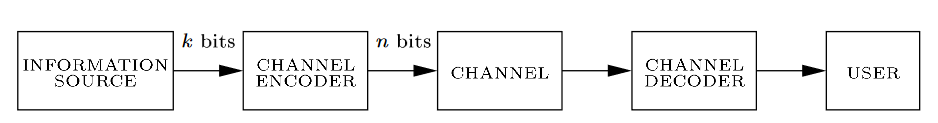 k bits
n bits
INFORMATION
SOURCE
CHANNEL
ENCODER
CHANNEL
CHANNEL
DECODER
USER